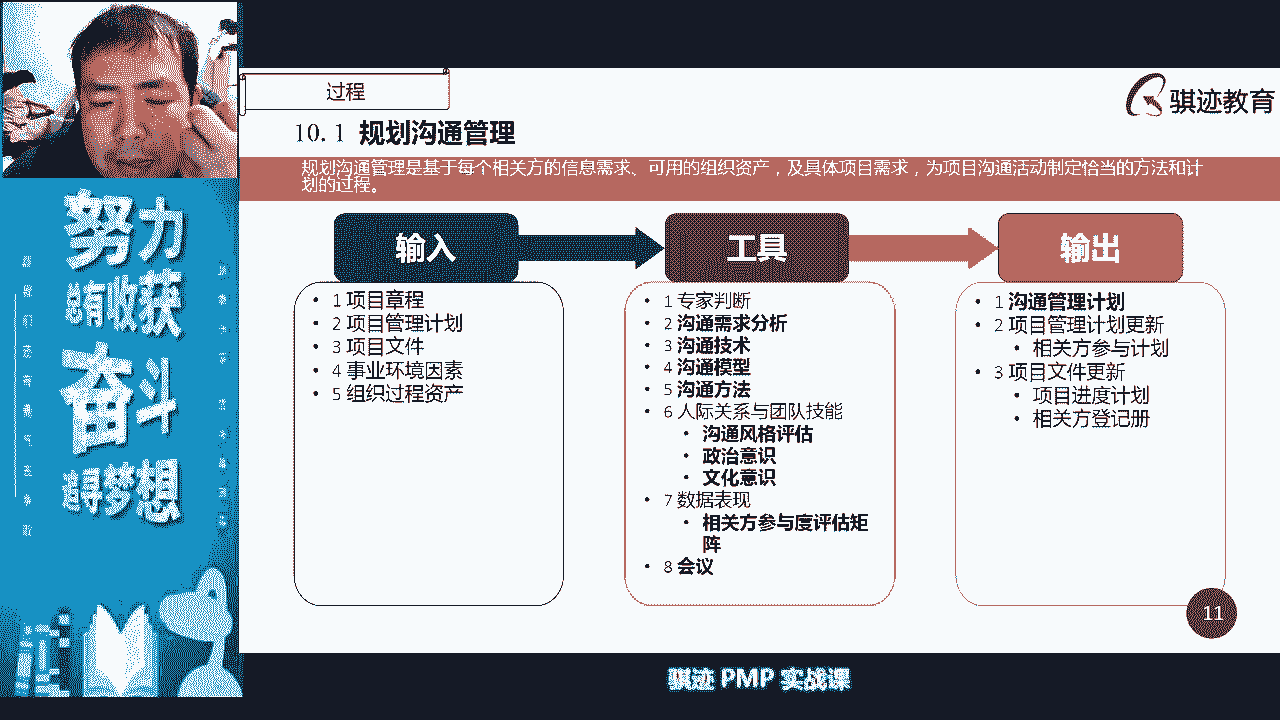 过程
骐迹教育
10.1 规划沟通管理
规划沟通管理是基于每个相关方的信息需求、可用的组织资产,及具体项目需求,为项目沟通活动制定恰当的方法和计
划的过程。
输入
• 1 项目章程
• 2 项目管理计划
• 3 项目文件
• 4 事业环境因素
• 5 组织过程资产
工具
• 1 专家判断
• 2 沟通需求分析
• 3 沟通技术
• 4 沟通模型
• 5 沟通方法
• 6 人际关系与团队技能
• 沟通风格评估
• 政治意识
• 文化意识
• 7 数据表现
• 相关方参与度评估矩
阵
• 8 会议
输出
• 1 沟通管理计划
• 2 项目管理计划更新
• 相关方参与计划
• 3 项目文件更新
• 项目进度计划
• 相关方登记册
11
努力
总有收获
奋斗
追寻梦想
骐迹 PMP 实战课